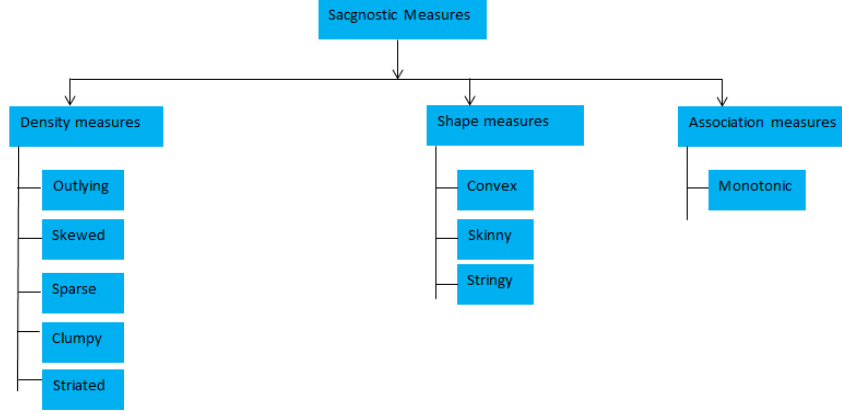 Sacgnostic Measures
Density measures
Shape measures
Association measures
Outlying
Skewed
Sparse
Clumpy
Striated
Convex
Skinny
Stringy
Monotonic